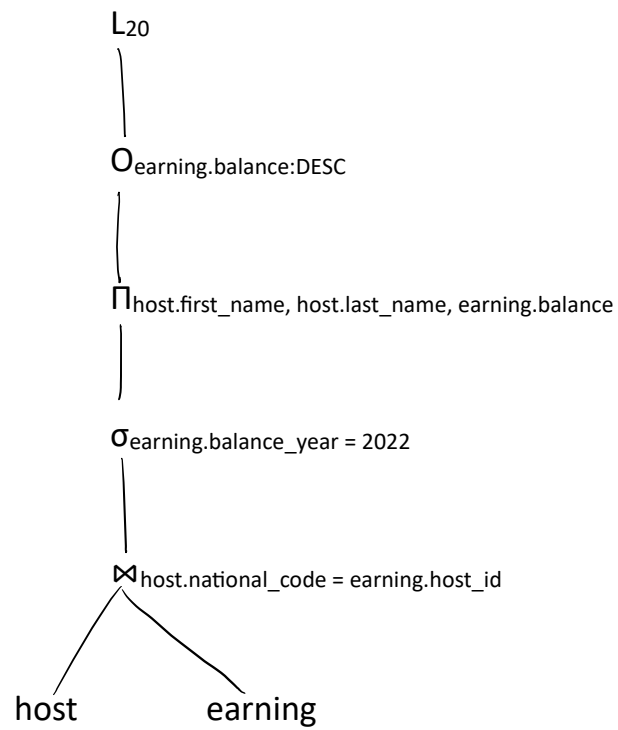 L20
Oearning.balance:DESC
Πhost.first_name, host.last_name, earning.balance
σearning.balance_year = 2022
⋈host.national_code = earning.host_id
host earning